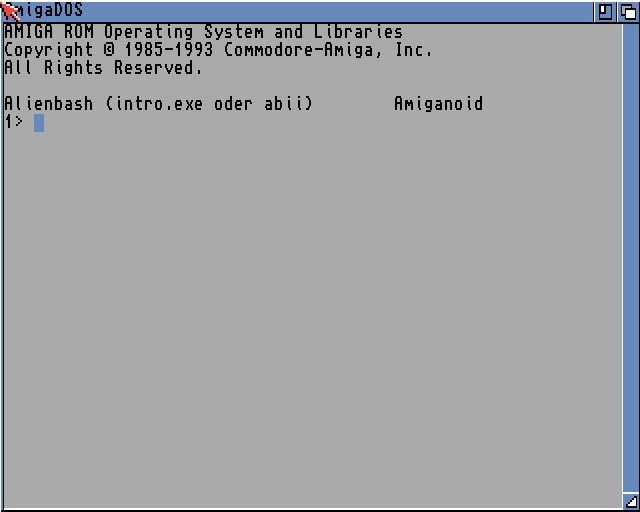 AmigaDOS
AMIGA ROM Operating System and Libraries
Copyright © 1985-1993 Commodore-Amiga, Inc.
All Rights Reserved.
Alienbash (intro.exe oder abii) Amiganoid
1>